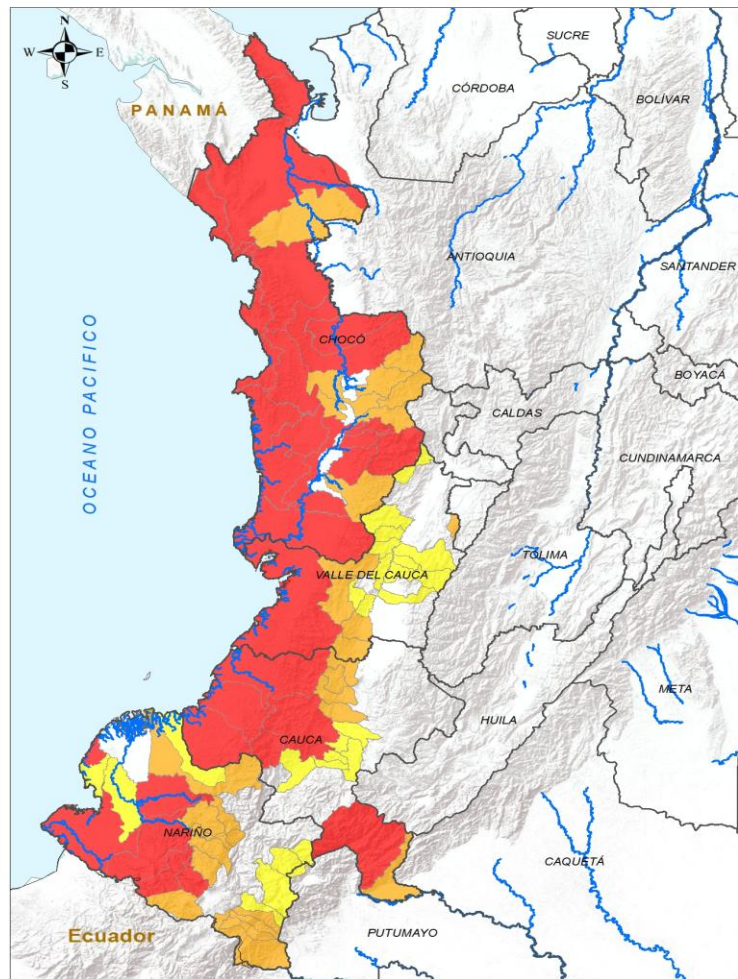 N
W
E
S
PANAMÁ
SUCRE
CÓRDOBA
BOLÍVAR
ANTIOQUIA
SANTANDER
OCEANO PACIFICO
CHOCÓ
BOYACÁ
CALDAS
CUNDINAMARCA
TOLIMA
VALLE DEL CAUCA
META
HUILA
CAUCA
NARIÑO
CAQUETÁ
Ecuador
PUTUMAYO